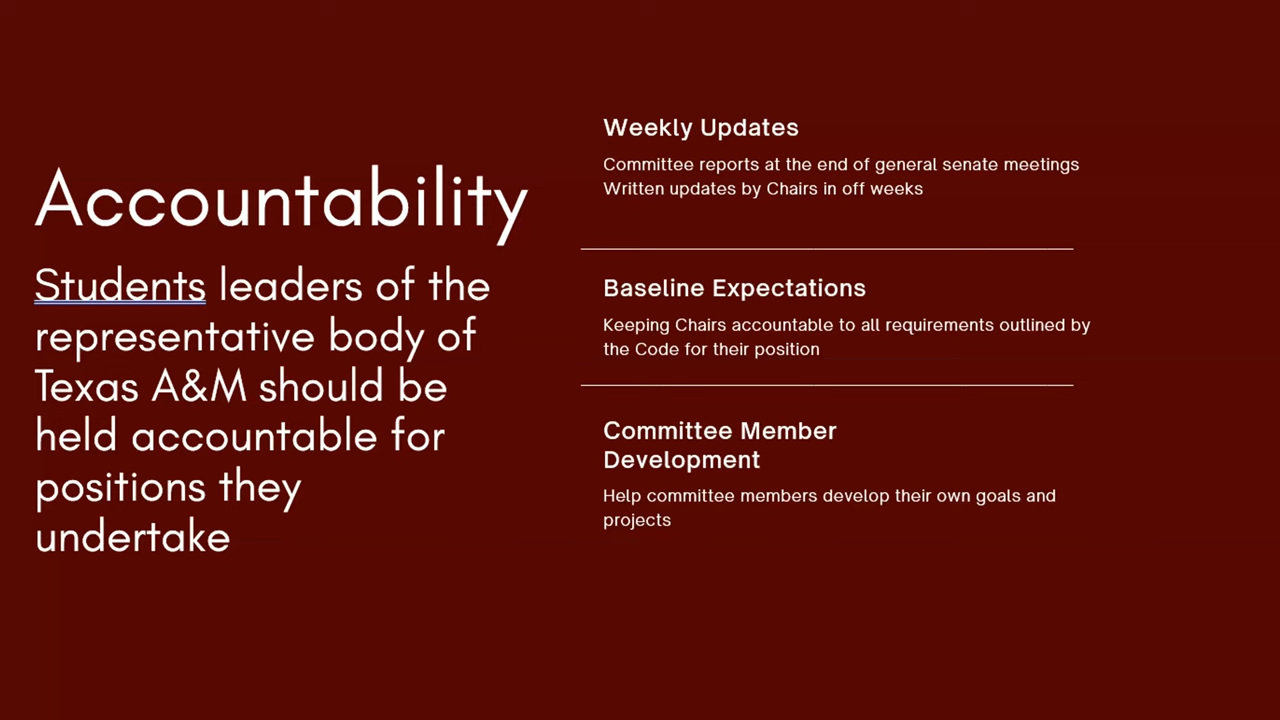 Accountability
Students leaders of the
representative body of
Texas A&M should be
held accountable for
positions they
undertake
Weekly Updates
Committee reports at the end of general senate meetings
Written updates by Chairs in off weeks
Baseline Expectations
Keeping Chairs accountable to all requirements outlined by
the Code for their position
Committee Member
Development
Help committee members develop their own goals and
projects